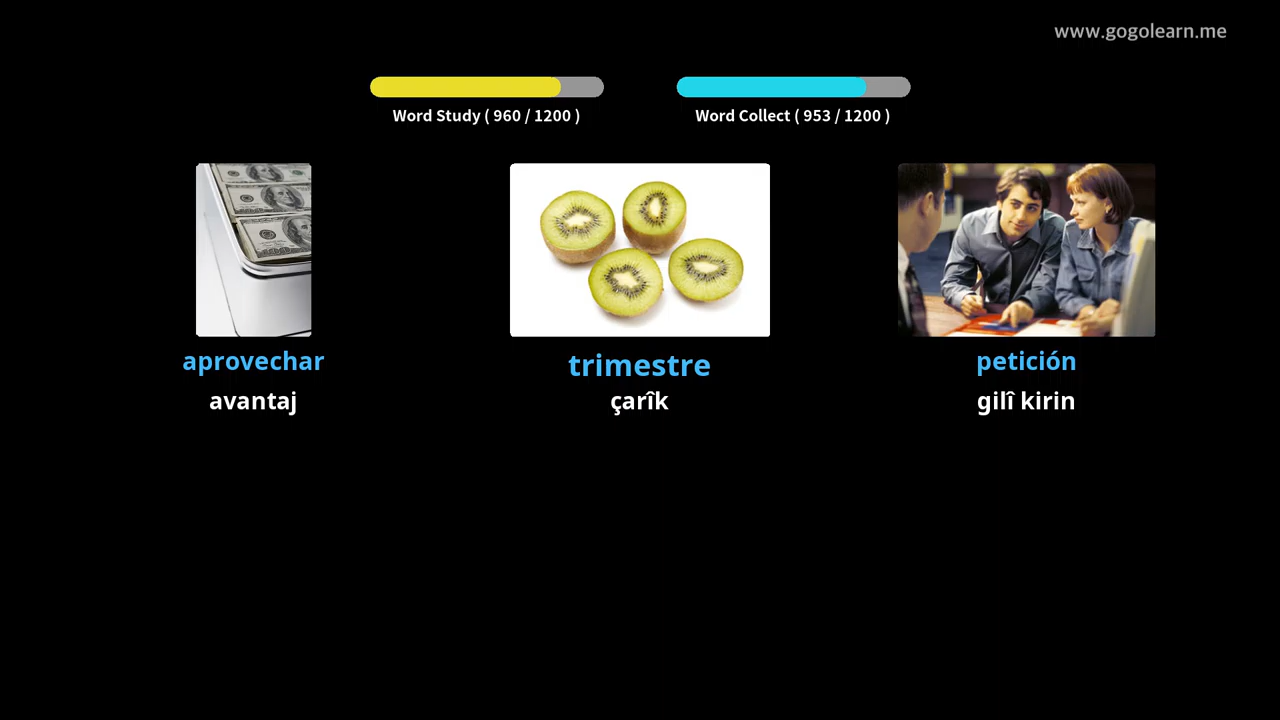 www.gogolearn.me
Word Study ( 960 / 1200 )
Word Collect ( 953 / 1200 )
aprovechar
trimestre
petición
avantaj
çarîk
gilî kirin